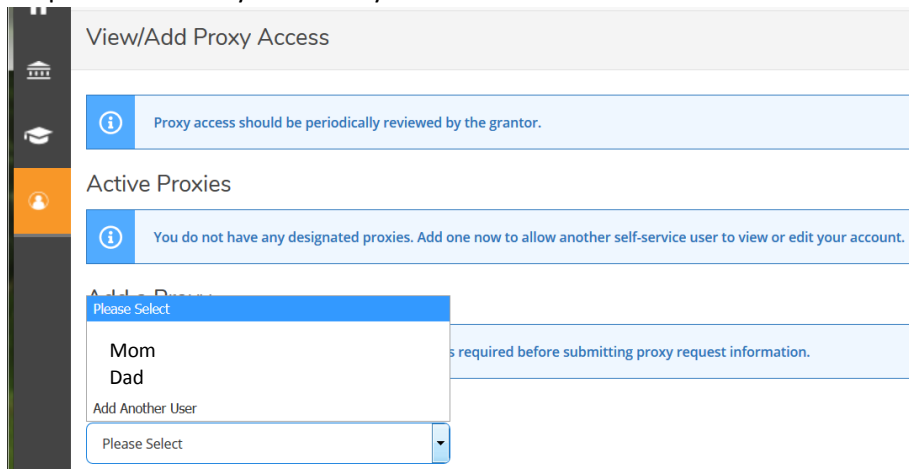 View/Add Proxy Access
Proxy access should be periodically reviewed by the grantor.
Active Proxies
You do not have any designated proxies. Add one now to allow another self-service user to view or edit your account.
Please Select
Mom
required before submitting proxy request information.
Dad
Add Another User
Please Select